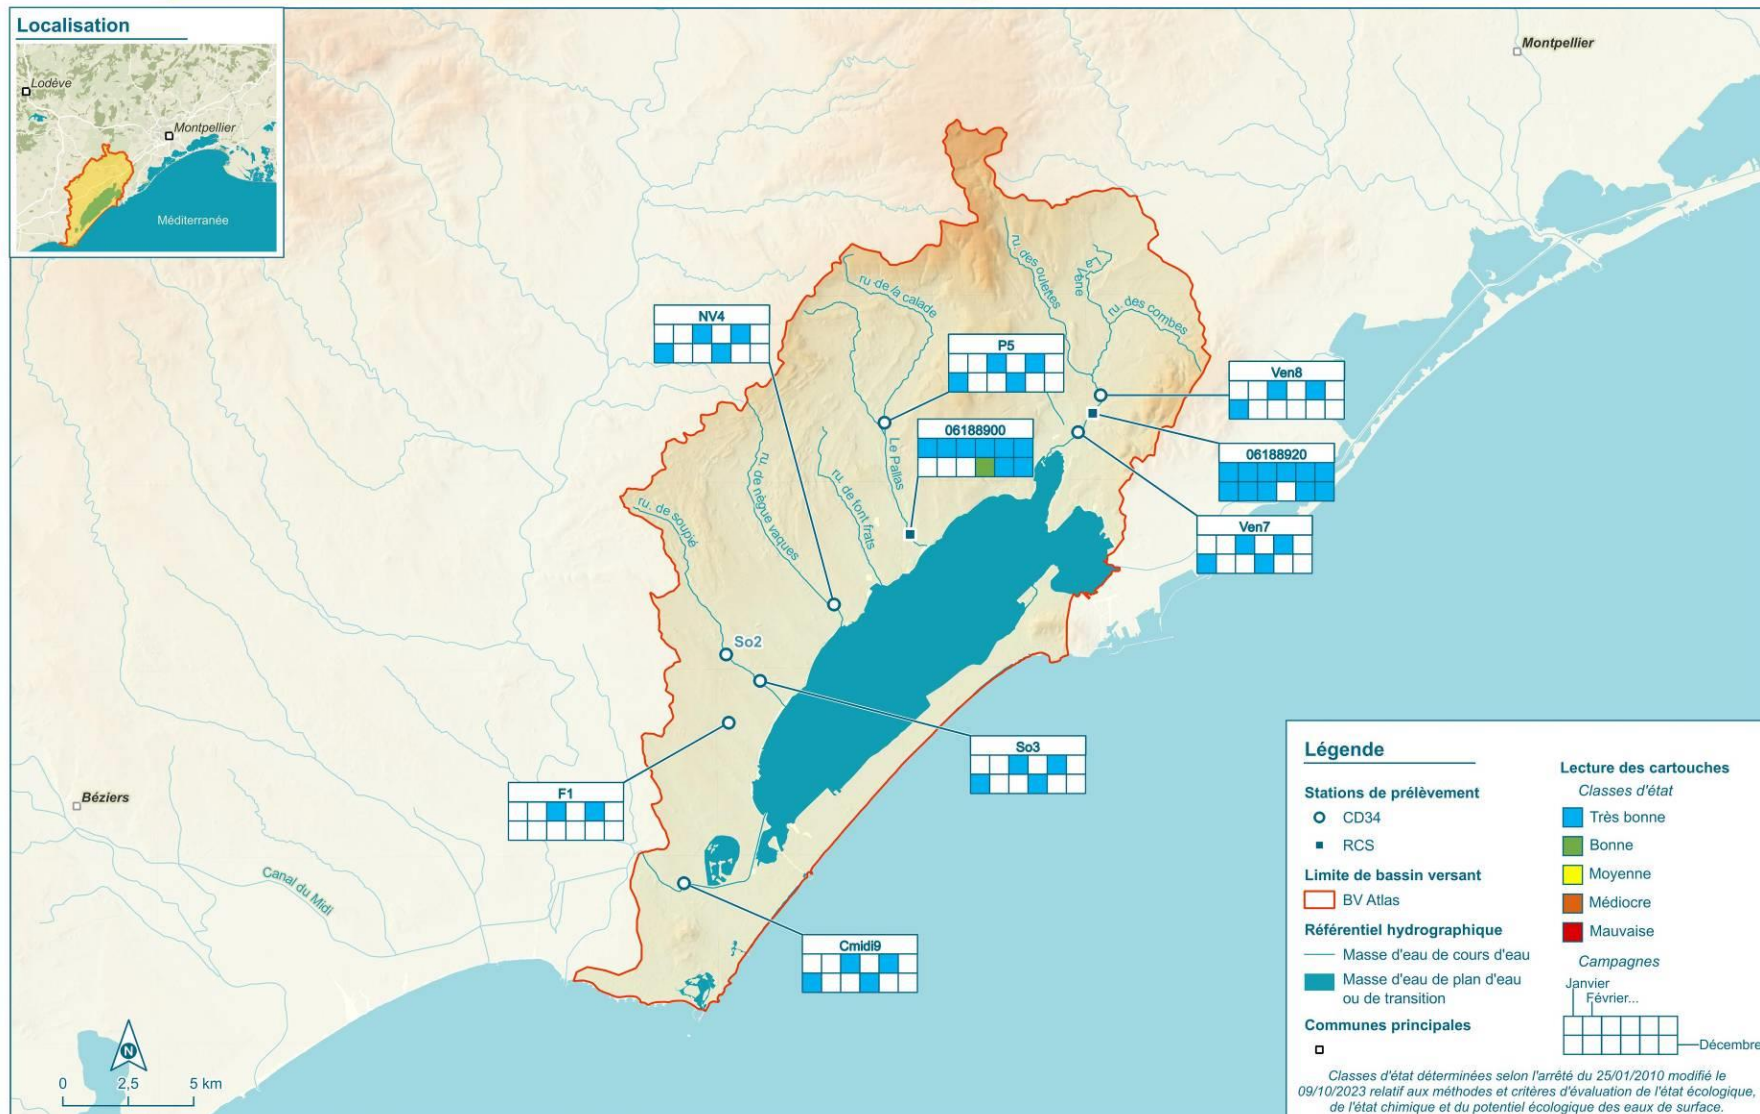 Localisation
Lodève
Montpellier
Méditerranée
Montpellier
ru. des oulettes
La Vène
ru. des combes
ru de la calade
NV4
P5
Ven8
06188900
06188920
Le Pallas
ru. de font frats
ru. de nègue vaques
ru. de soupié
Ven7
So2
So3
F1
Béziers
Canal du Midi
Cmidi9
N
0 2,5 5 km
Légende
Stations de prélèvement
CD34
RCS
Limite de bassin versant
BV Atlas
Référentiel hydrographique
Masse d'eau de cours d'eau
Masse d'eau de plan d'eau
ou de transition
Communes principales
Lecture des cartouches
Classes d'état
Très bonne
Bonne
Moyenne
Médiocre
Mauvaise
Campagnes
Janvier
Février...
Décembre
Classes d'état déterminées selon l'arrêté du 25/01/2010 modifié le
09/10/2023 relatif aux méthodes et critères d'évaluation de l'état écologique,
de l'état chimique et du potentiel écologique des eaux de surface.